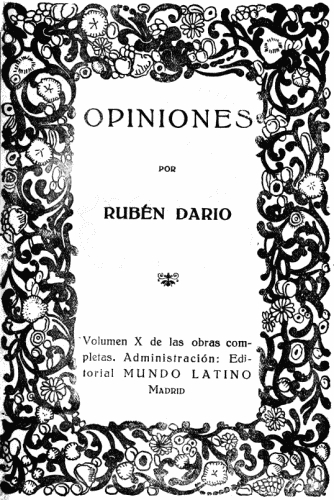 OPINIONES
POR
RUBÉN DARIO
Volumen X de las obras com-
pletas. Administración: Edi-
torial MUNDO LATINO
MADRID